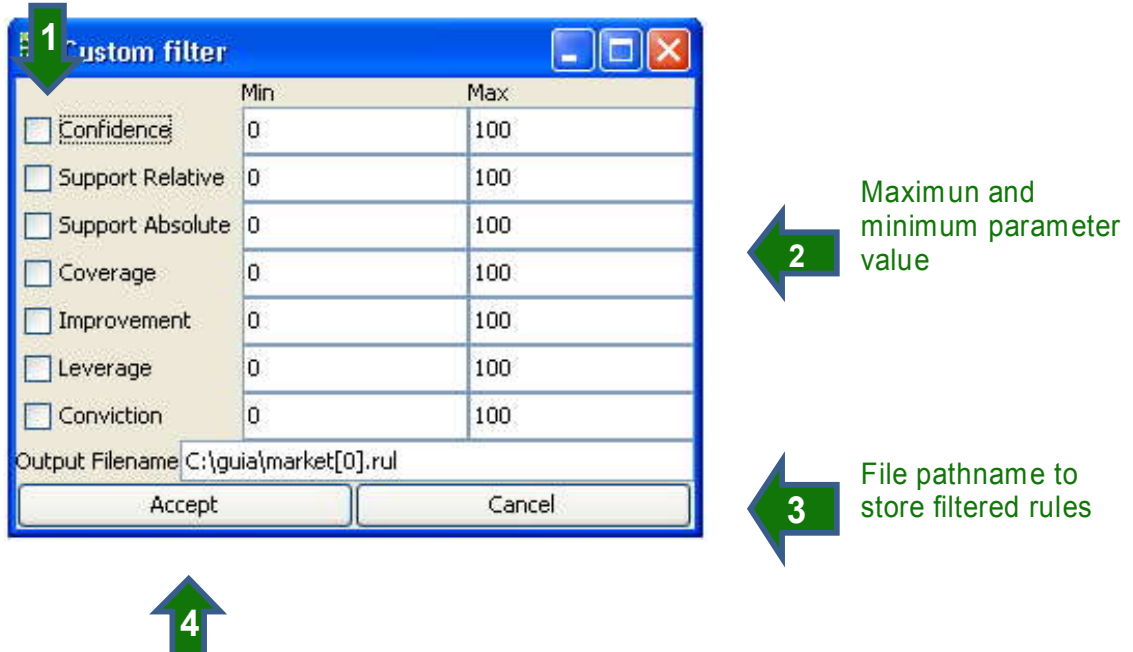 1
Custom filter
Min Max
Confidence 0 100
Support Relative 0 100
Support Absolute 0 100
Coverage 0 100
Improvement 0 100
Leverage 0 100
Conviction 0 100
Output Filename C:\guia\market[0].rul
Accept Cancel
2
Maximun and
minimum parameter
value
3
File pathname to
store filtered rules
4